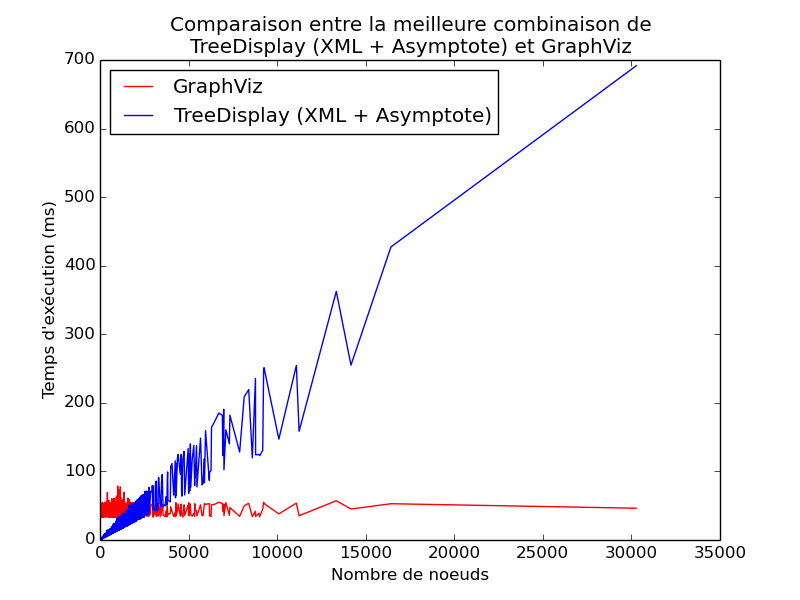 Comparaison entre la meilleure combinaison de
TreeDisplay (XML + Asymptote) et GraphViz
GraphViz
TreeDisplay (XML + Asymptote)
Temps d'exécution (ms)
700
600
500
400
300
200
100
0
0 5000 10000 15000 20000 25000 30000 35000
Nombre de noeuds